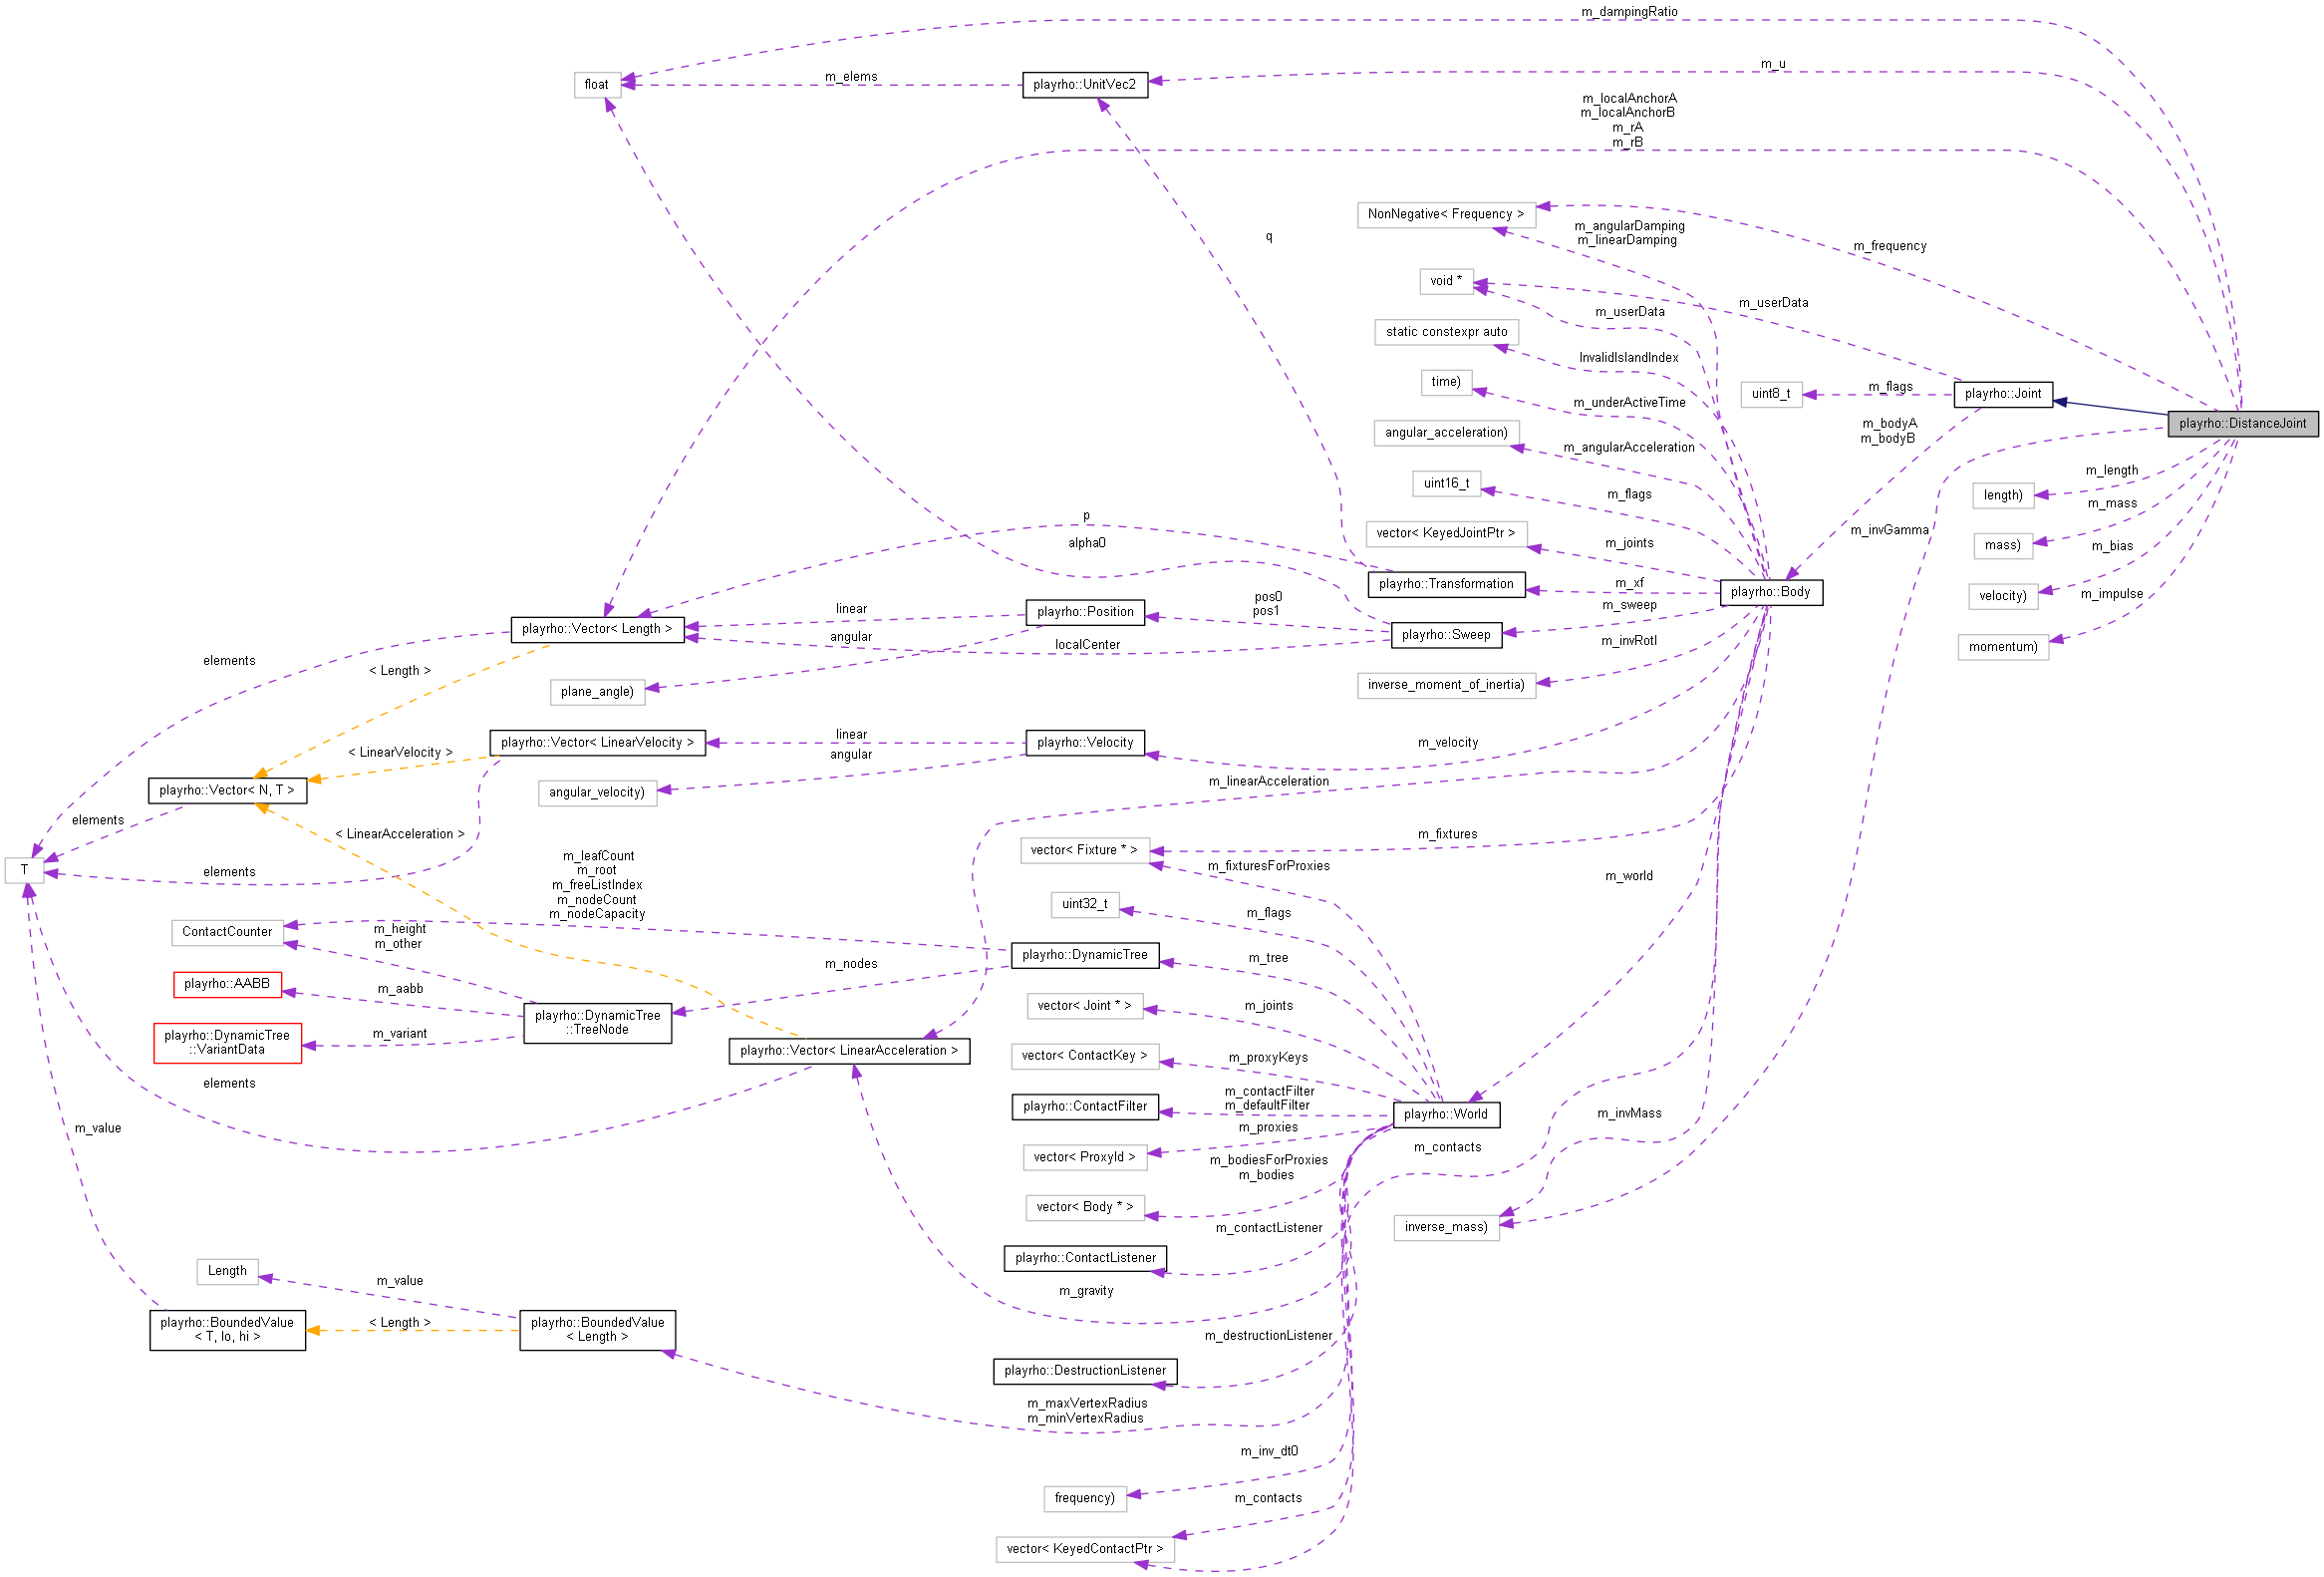 m_dampingRatio
float
m_elems
playrho::UnitVec2
m_u
m_localAnchorA
m_localAnchorB
m_rA
m_rB
q
NonNegative< Frequency >
m_angularDamping
m_linearDamping
m_frequency
void *
m_userData
m_userData
static constexpr auto
InvalidIslandIndex
time)
m_underActiveTime
uint8_t
m_flags
playrho::Joint
playrho::DistanceJoint
angular_acceleration)
m_angularAcceleration
m_bodyA
m_bodyB
m_length
length)
uint16_t
m_flags
m_mass
mass)
p
alpha0
vector< KeyedJointPtr >
m_joints
m_invGamma
m_bias
velocity)
playrho::Transformation
m_xf
playrho::Body
m_impulse
momentum)
linear
playrho::Position
pos0
pos1
m_sweep
playrho::Vector< Length >
angular
localCenter
playrho::Sweep
m_invRotI
elements
< Length >
plane_angle)
inverse_moment_of_inertia)
< LinearVelocity >
playrho::Vector< LinearVelocity >
linear
angular
playrho::Velocity
m_velocity
playrho::Vector< N, T >
angular_velocity)
m_linearAcceleration
elements
< LinearAcceleration >
m_fixtures
T
elements
m_leafCount
m_root
m_freeListIndex
m_nodeCount
m_nodeCapacity
vector< Fixture * >
m_fixturesForProxies
m_world
uint32_t
m_flags
ContactCounter
m_height
m_other
m_nodes
playrho::DynamicTree
m_tree
playrho::AABB
m_aabb
playrho::DynamicTree
::TreeNode
vector< Joint * >
m_joints
playrho::DynamicTree
::VariantData
m_variant
playrho::Vector< LinearAcceleration >
vector< ContactKey >
m_proxyKeys
elements
playrho::ContactFilter
m_contactFilter
m_defaultFilter
playrho::World
m_invMass
m_value
m_proxies
vector< ProxyId >
m_contacts
m_bodiesForProxies
m_bodies
vector< Body * >
inverse_mass)
m_contactListener
playrho::ContactListener
Length
m_value
m_gravity
playrho::BoundedValue
< T, lo, hi >
< Length >
playrho::BoundedValue
< Length >
m_destructionListener
playrho::DestructionListener
m_maxVertexRadius
m_minVertexRadius
m_inv_dt0
frequency)
m_contacts
vector< KeyedContactPtr >